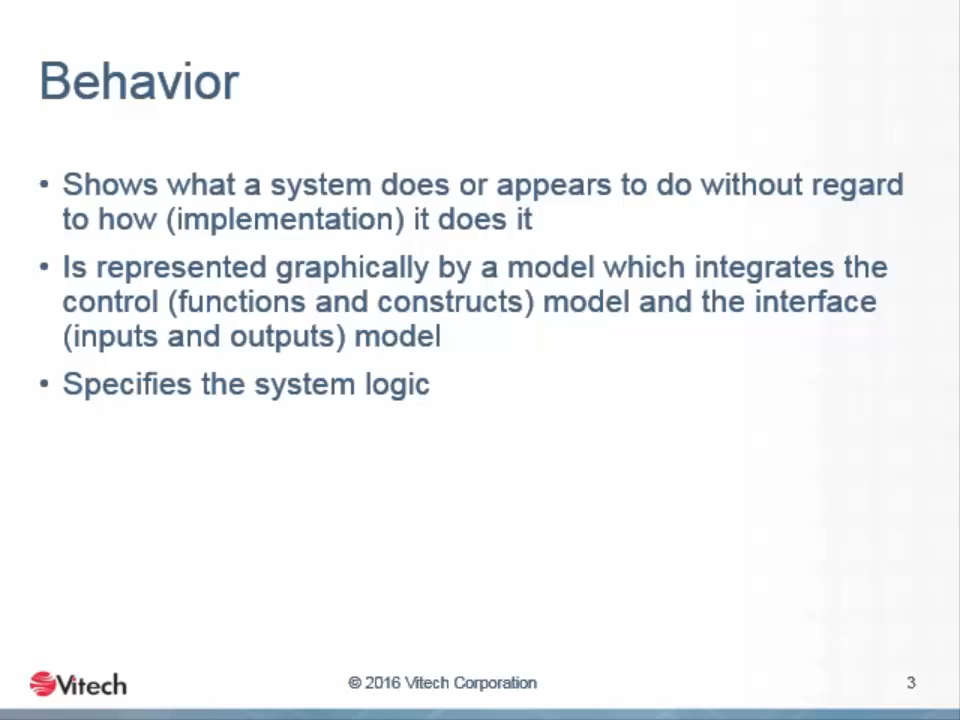 Behavior
• Shows what a system does or appears to do without regard
to how (implementation) it does it
• Is represented graphically by a model which integrates the
control (functions and constructs) model and the interface
(inputs and outputs) model
• Specifies the system logic
Vitech
© 2016 Vitech Corporation
3